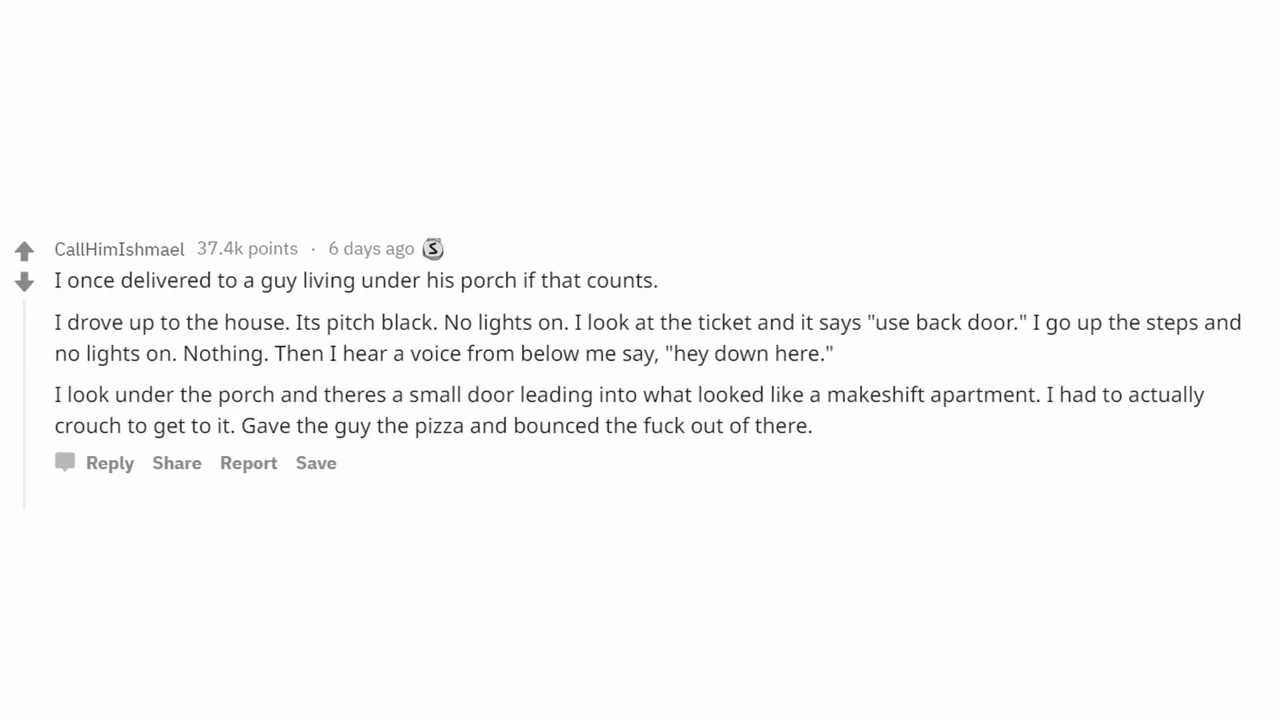 CallHimIshmael 37.4k points · 6 days ago S
I once delivered to a guy living under his porch if that counts.
I drove up to the house. Its pitch black. No lights on. I look at the ticket and it says "use back door." I go up the steps and
no lights on. Nothing. Then I hear a voice from below me say, "hey down here."
I look under the porch and theres a small door leading into what looked like a makeshift apartment. I had to actually
crouch to get to it. Gave the guy the pizza and bounced the fuck out of there.
Reply Share Report Save